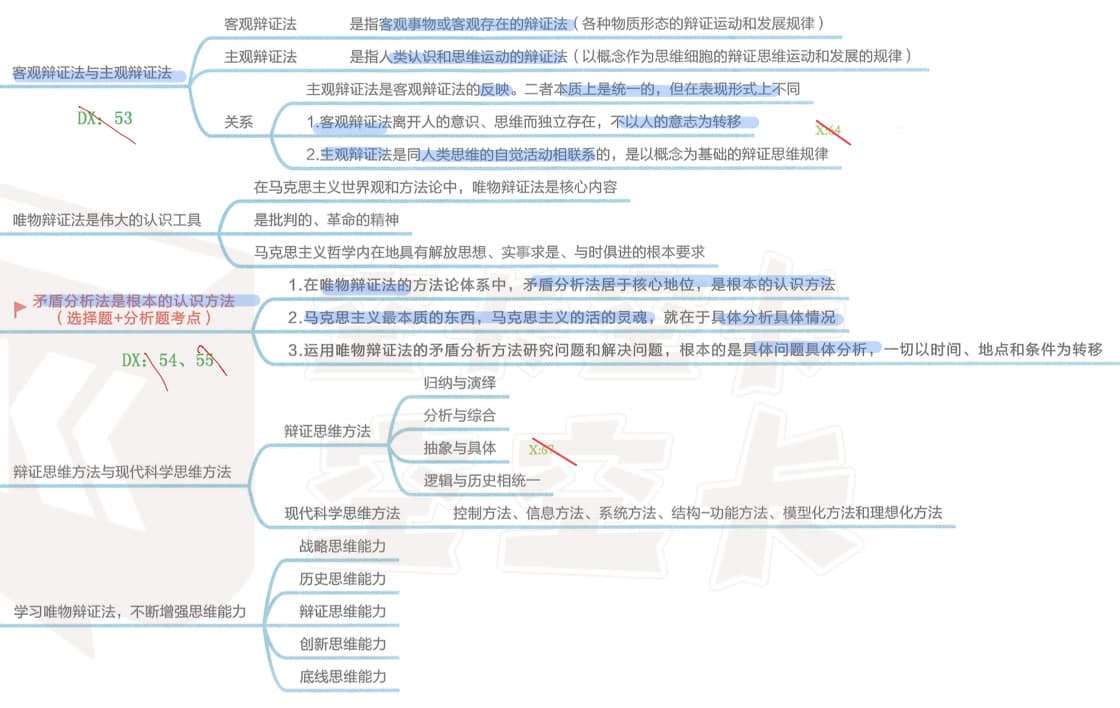 客观辩证法
是指客观事物或客观存在的辩证法（各种物质形态的辩证运动和发展规律）
主观辩证法
是指人类认识和思维运动的辩证法（以概念作为思维细胞的辩证思维运动和发展的规律）
客观辩证法与主观辩证法
主观辩证法是客观辩证法的反映。二者本质上是统一的，但在表现形式上不同
DX：53
关系
1.客观辩证法离开人的意识、思维而独立存在，不以人的意志为转移
X:64
2.主观辩证法是同人类思维的自觉活动相联系的，是以概念为基础的辩证思维规律
在马克思主义世界观和方法论中，唯物辩证法是核心内容
唯物辩证法是伟大的认识工具
是批判的、革命的精神
马克思主义哲学内在地具有解放思想、实事求是、与时俱进的根本要求
1.在唯物辩证法的方法论体系中，矛盾分析法居于核心地位，是根本的认识方法
矛盾分析法是根本的认识方法
（选择题+分析题考点）
2.马克思主义最本质的东西，马克思主义的活的灵魂，就在于具体分析具体情况
3.运用唯物辩证法的矛盾分析方法研究问题和解决问题，根本的是具体问题具体分析，一切以时间、地点和条件为转移
DX：54、55
归纳与演绎
辩证思维方法
分析与综合
抽象与具体
X:67
逻辑与历史相统一
辩证思维方法与现代科学思维方法
现代科学思维方法
控制方法、信息方法、系统方法、结构-功能方法、模型化方法和理想化方法
战略思维能力
历史思维能力
学习唯物辩证法，不断增强思维能力
辩证思维能力
创新思维能力
底线思维能力
空空卡